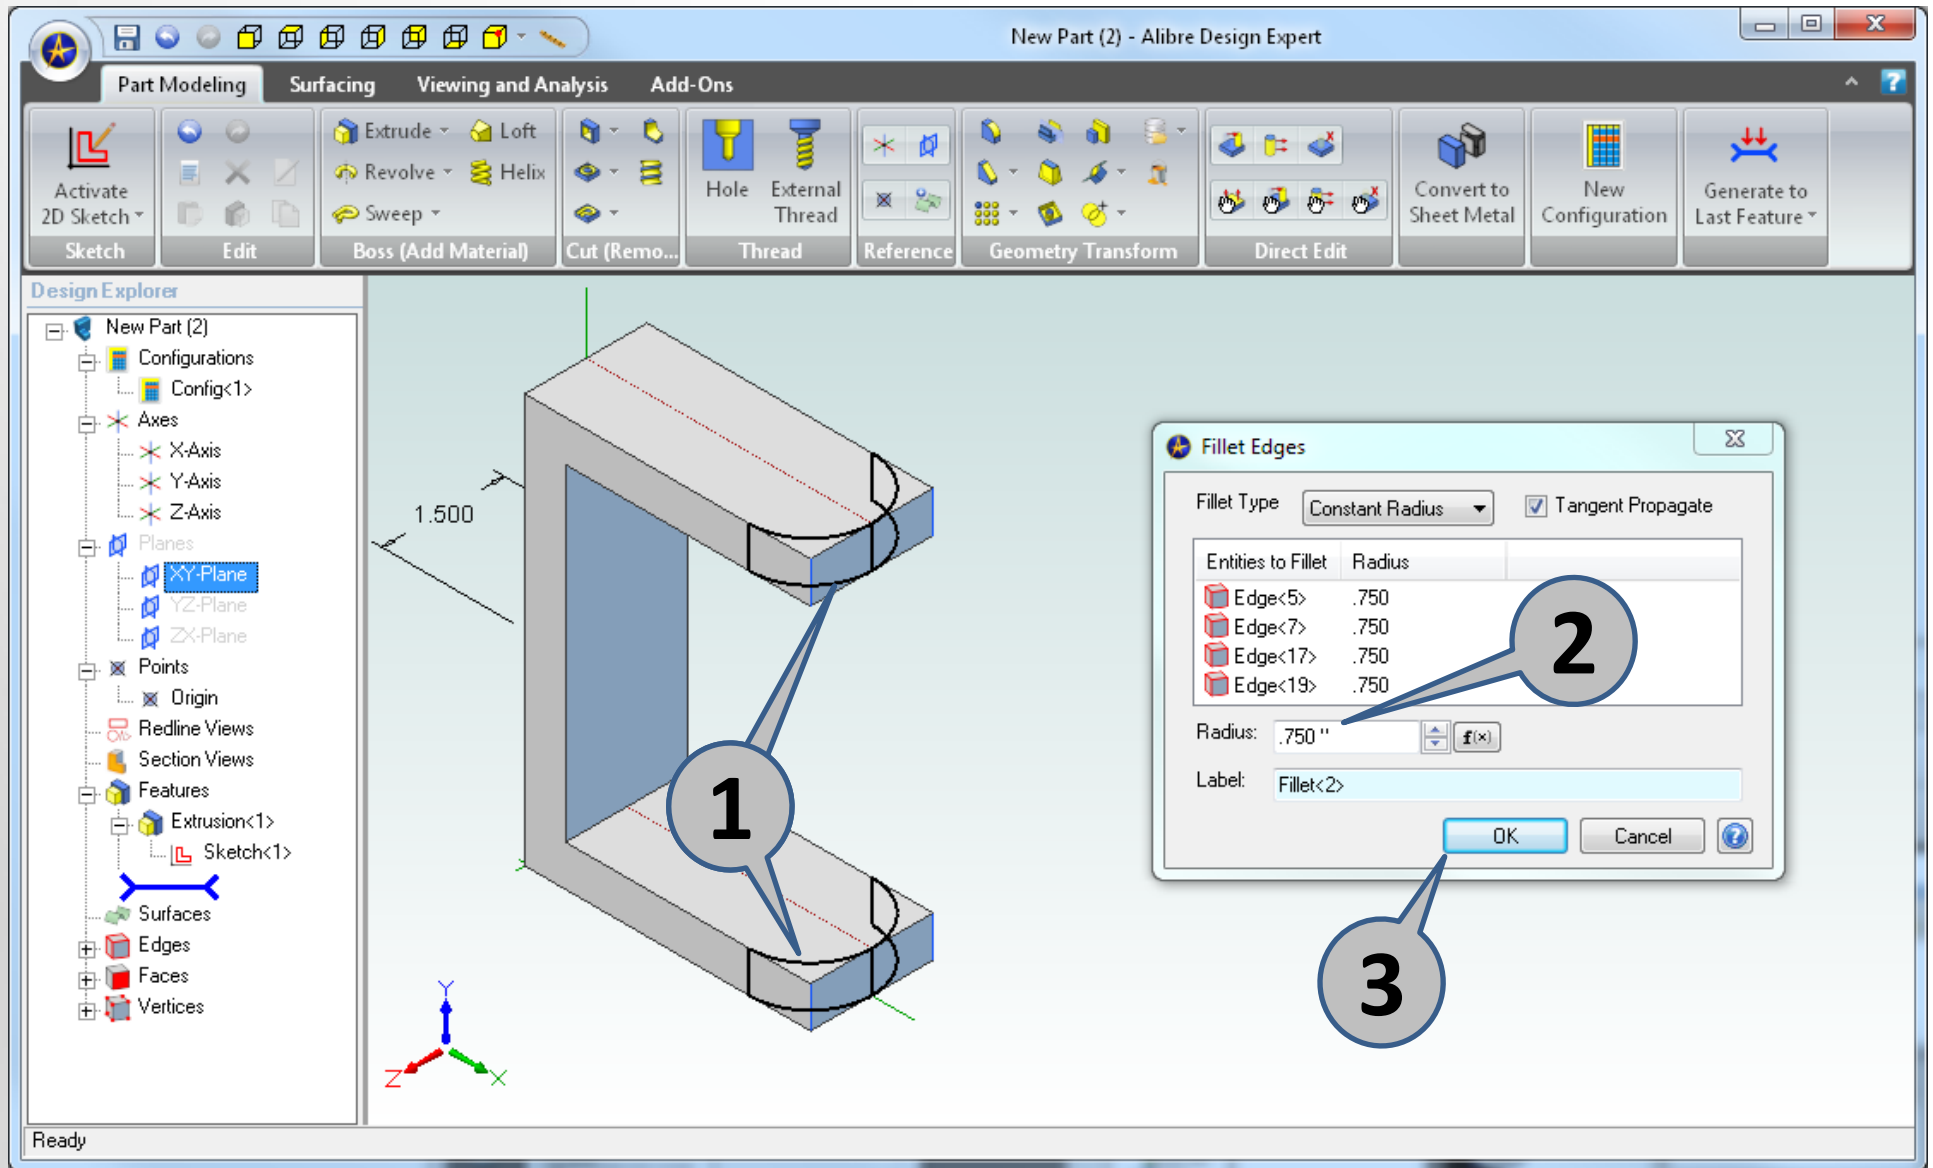 New Part (2) - Alibre Design Expert
Part Modeling Surfacing Viewing and Analysis Add-Ons
Activate
2D Sketch
Sketch
Edit
Extrude Loft
Revolve Helix
Sweep
Boss (Add Material)
Cut (Remo...
Hole
External
Thread
Thread
Reference
Geometry Transform
Direct Edit
Convert to
Sheet Metal
New
Configuration
Generate to
Last Feature
Design Explorer
New Part (2)
Configurations
Config<1>
Axes
X-Axis
Y-Axis
Z-Axis
Planes
XY-Plane
YZ-Plane
ZX-Plane
Points
Origin
Redline Views
Section Views
Features
Extrusion<1>
Sketch<1>
Surfaces
Edges
Faces
Vertices
1.500
1
Y
Z
X
Fillet Edges
Fillet Type Constant Radius Tangent Propagate
Entities to Fillet Radius
Edge<5> .750
Edge<7> .750
Edge<17> .750
Edge<19> .750
2
Radius: .750 " f(x)
Label: Fillet<2>
OK Cancel ?
3
Ready